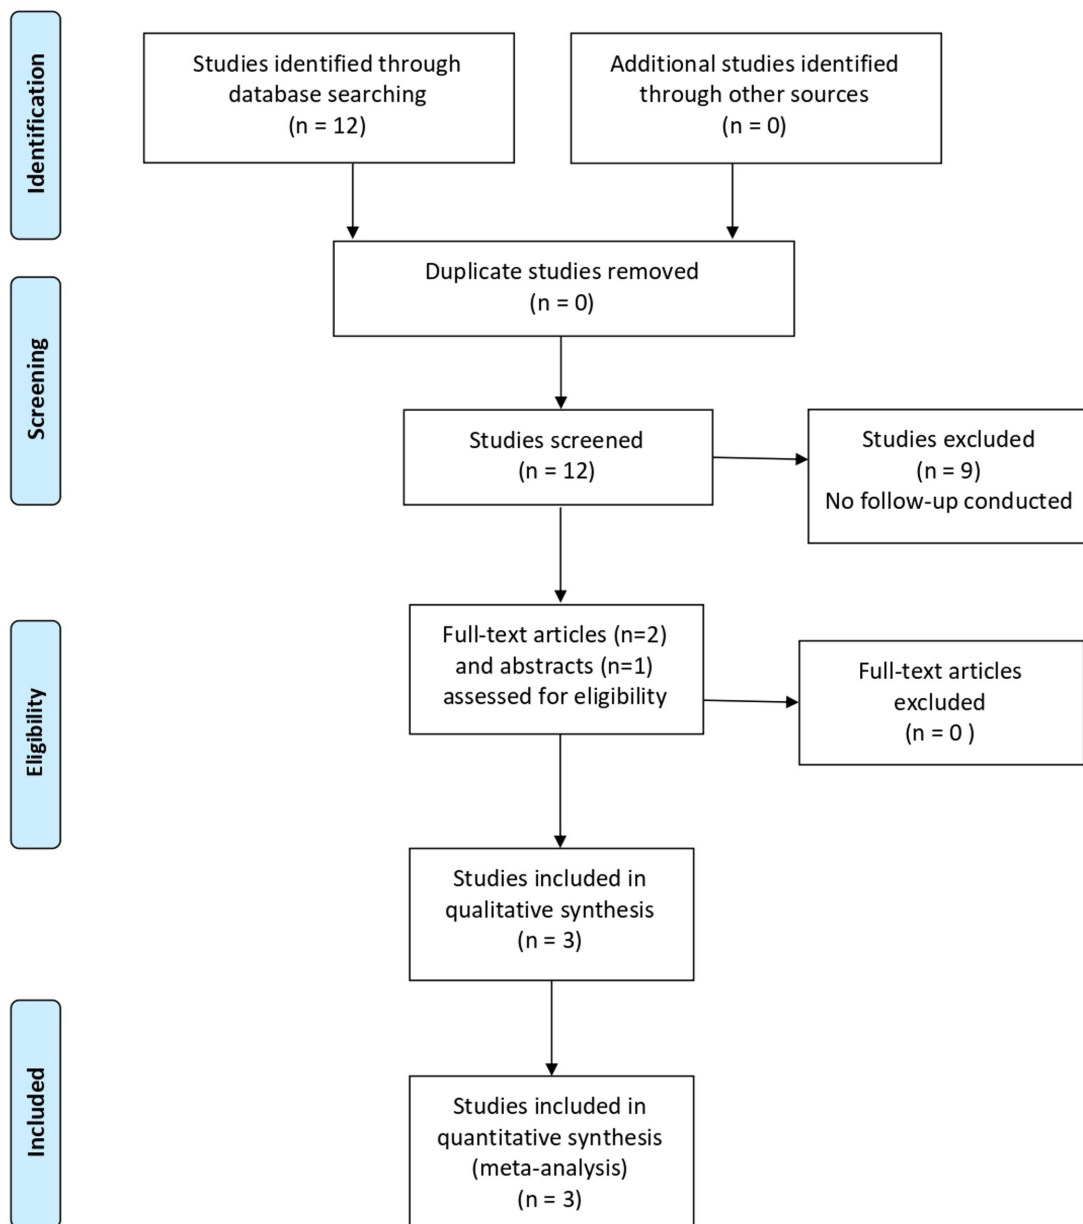 Identification
Studies identified through
database searching
(n = 12)
Additional studies identified
through other sources
(n = 0)
Duplicate studies removed
(n = 0)
Screening
Studies screened
(n = 12)
Studies excluded
(n = 9)
No follow-up conducted
Eligibility
Full-text articles (n=2)
and abstracts (n=1)
assessed for eligibility
Full-text articles
excluded
(n = 0 )
Studies included in
qualitative synthesis
(n = 3)
Included
Studies included in
quantitative synthesis
(meta-analysis)
(n = 3)